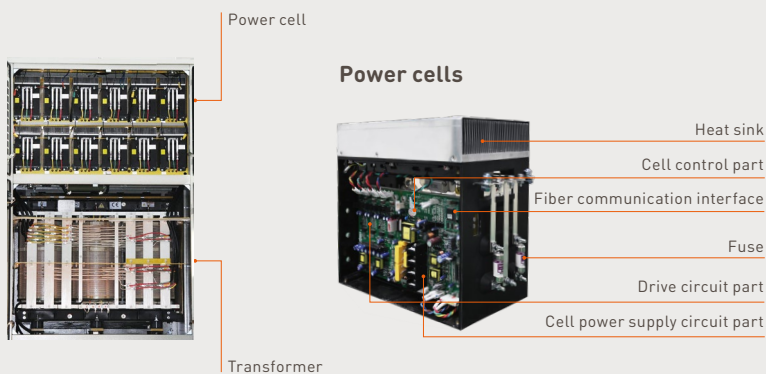 Power cell
Power cells
Heat sink
Cell control part
Fiber communication interface
Fuse
Drive circuit part
Cell power supply circuit part
Transformer